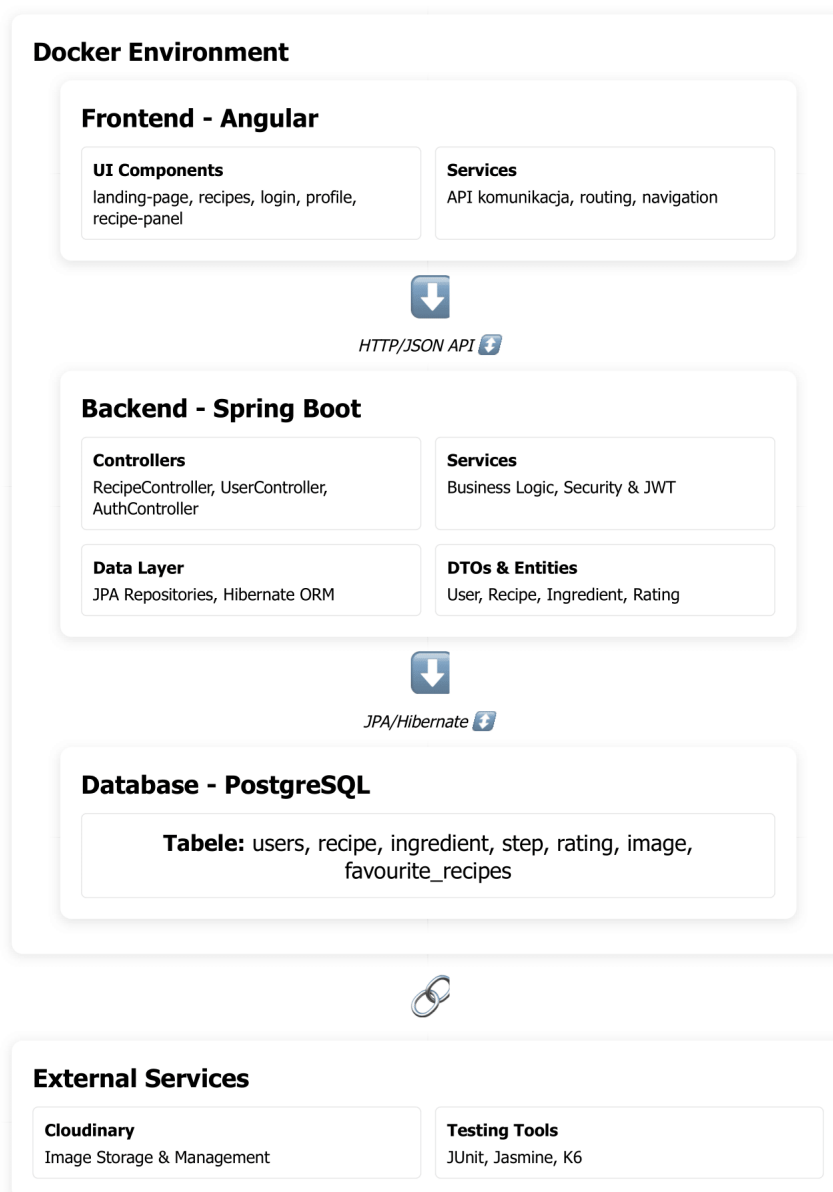 Docker Environment
Frontend - Angular
UI Components
landing-page, recipes, login, profile,
recipe-panel
Services
API komunikacja, routing, navigation
HTTP/JSON API
Backend - Spring Boot
Controllers
RecipeController, UserController,
AuthController
Services
Business Logic, Security & JWT
Data Layer
JPA Repositories, Hibernate ORM
DTOs & Entities
User, Recipe, Ingredient, Rating
JPA/Hibernate
Database - PostgreSQL
Tabele: users, recipe, ingredient, step, rating, image,
favourite_recipes
External Services
Cloudinary
Image Storage & Management
Testing Tools
JUnit, Jasmine, K6